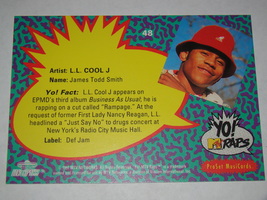 48
Artist: L.L. COOL J
Name: James Todd Smith
Yo! Fact: L.L. Cool J appears on
EPMD's third album Business As Usual; he
is rapping on a cut called "Rampage." At the
request of former First Lady Nancy Reagan, L.L.
headlined a "Just Say No" to drugs concert at
New York's Radio City Music Hall.
Label: Def Jam
YO!
MTV
RAPS
ProSet MusiCards